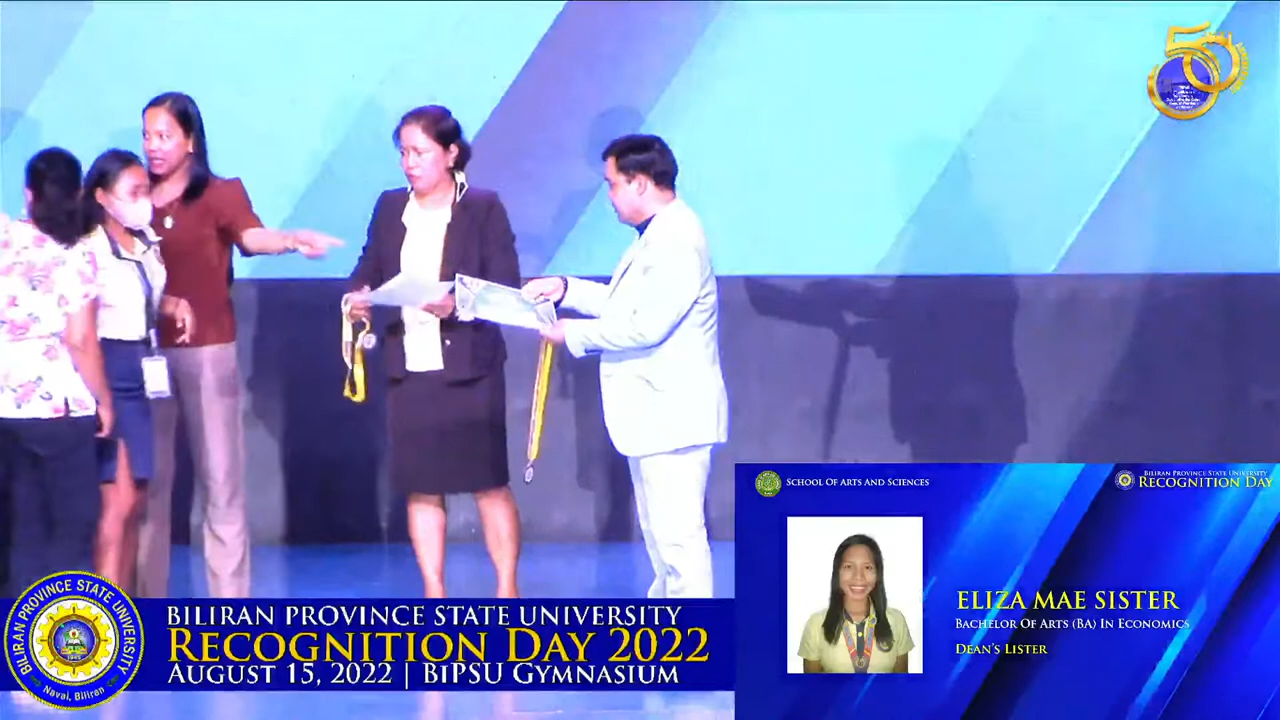 50
SCHOOL OF ARTS AND SCIENCES
BILIRAN PROVINCE STATE UNIVERSITY
RECOGNITION DAY
ELIZA MAE SISTER
BACHELOR OF ARTS (BA) IN ECONOMICS
DEAN'S LISTER
BILIRAN PROVINCE STATE UNIVERSITY
Naval, Biliran
BILIRAN PROVINCE STATE UNIVERSITY
RECOGNITION DAY 2022
AUGUST 15, 2022 | BIPSU GYMNASIUM